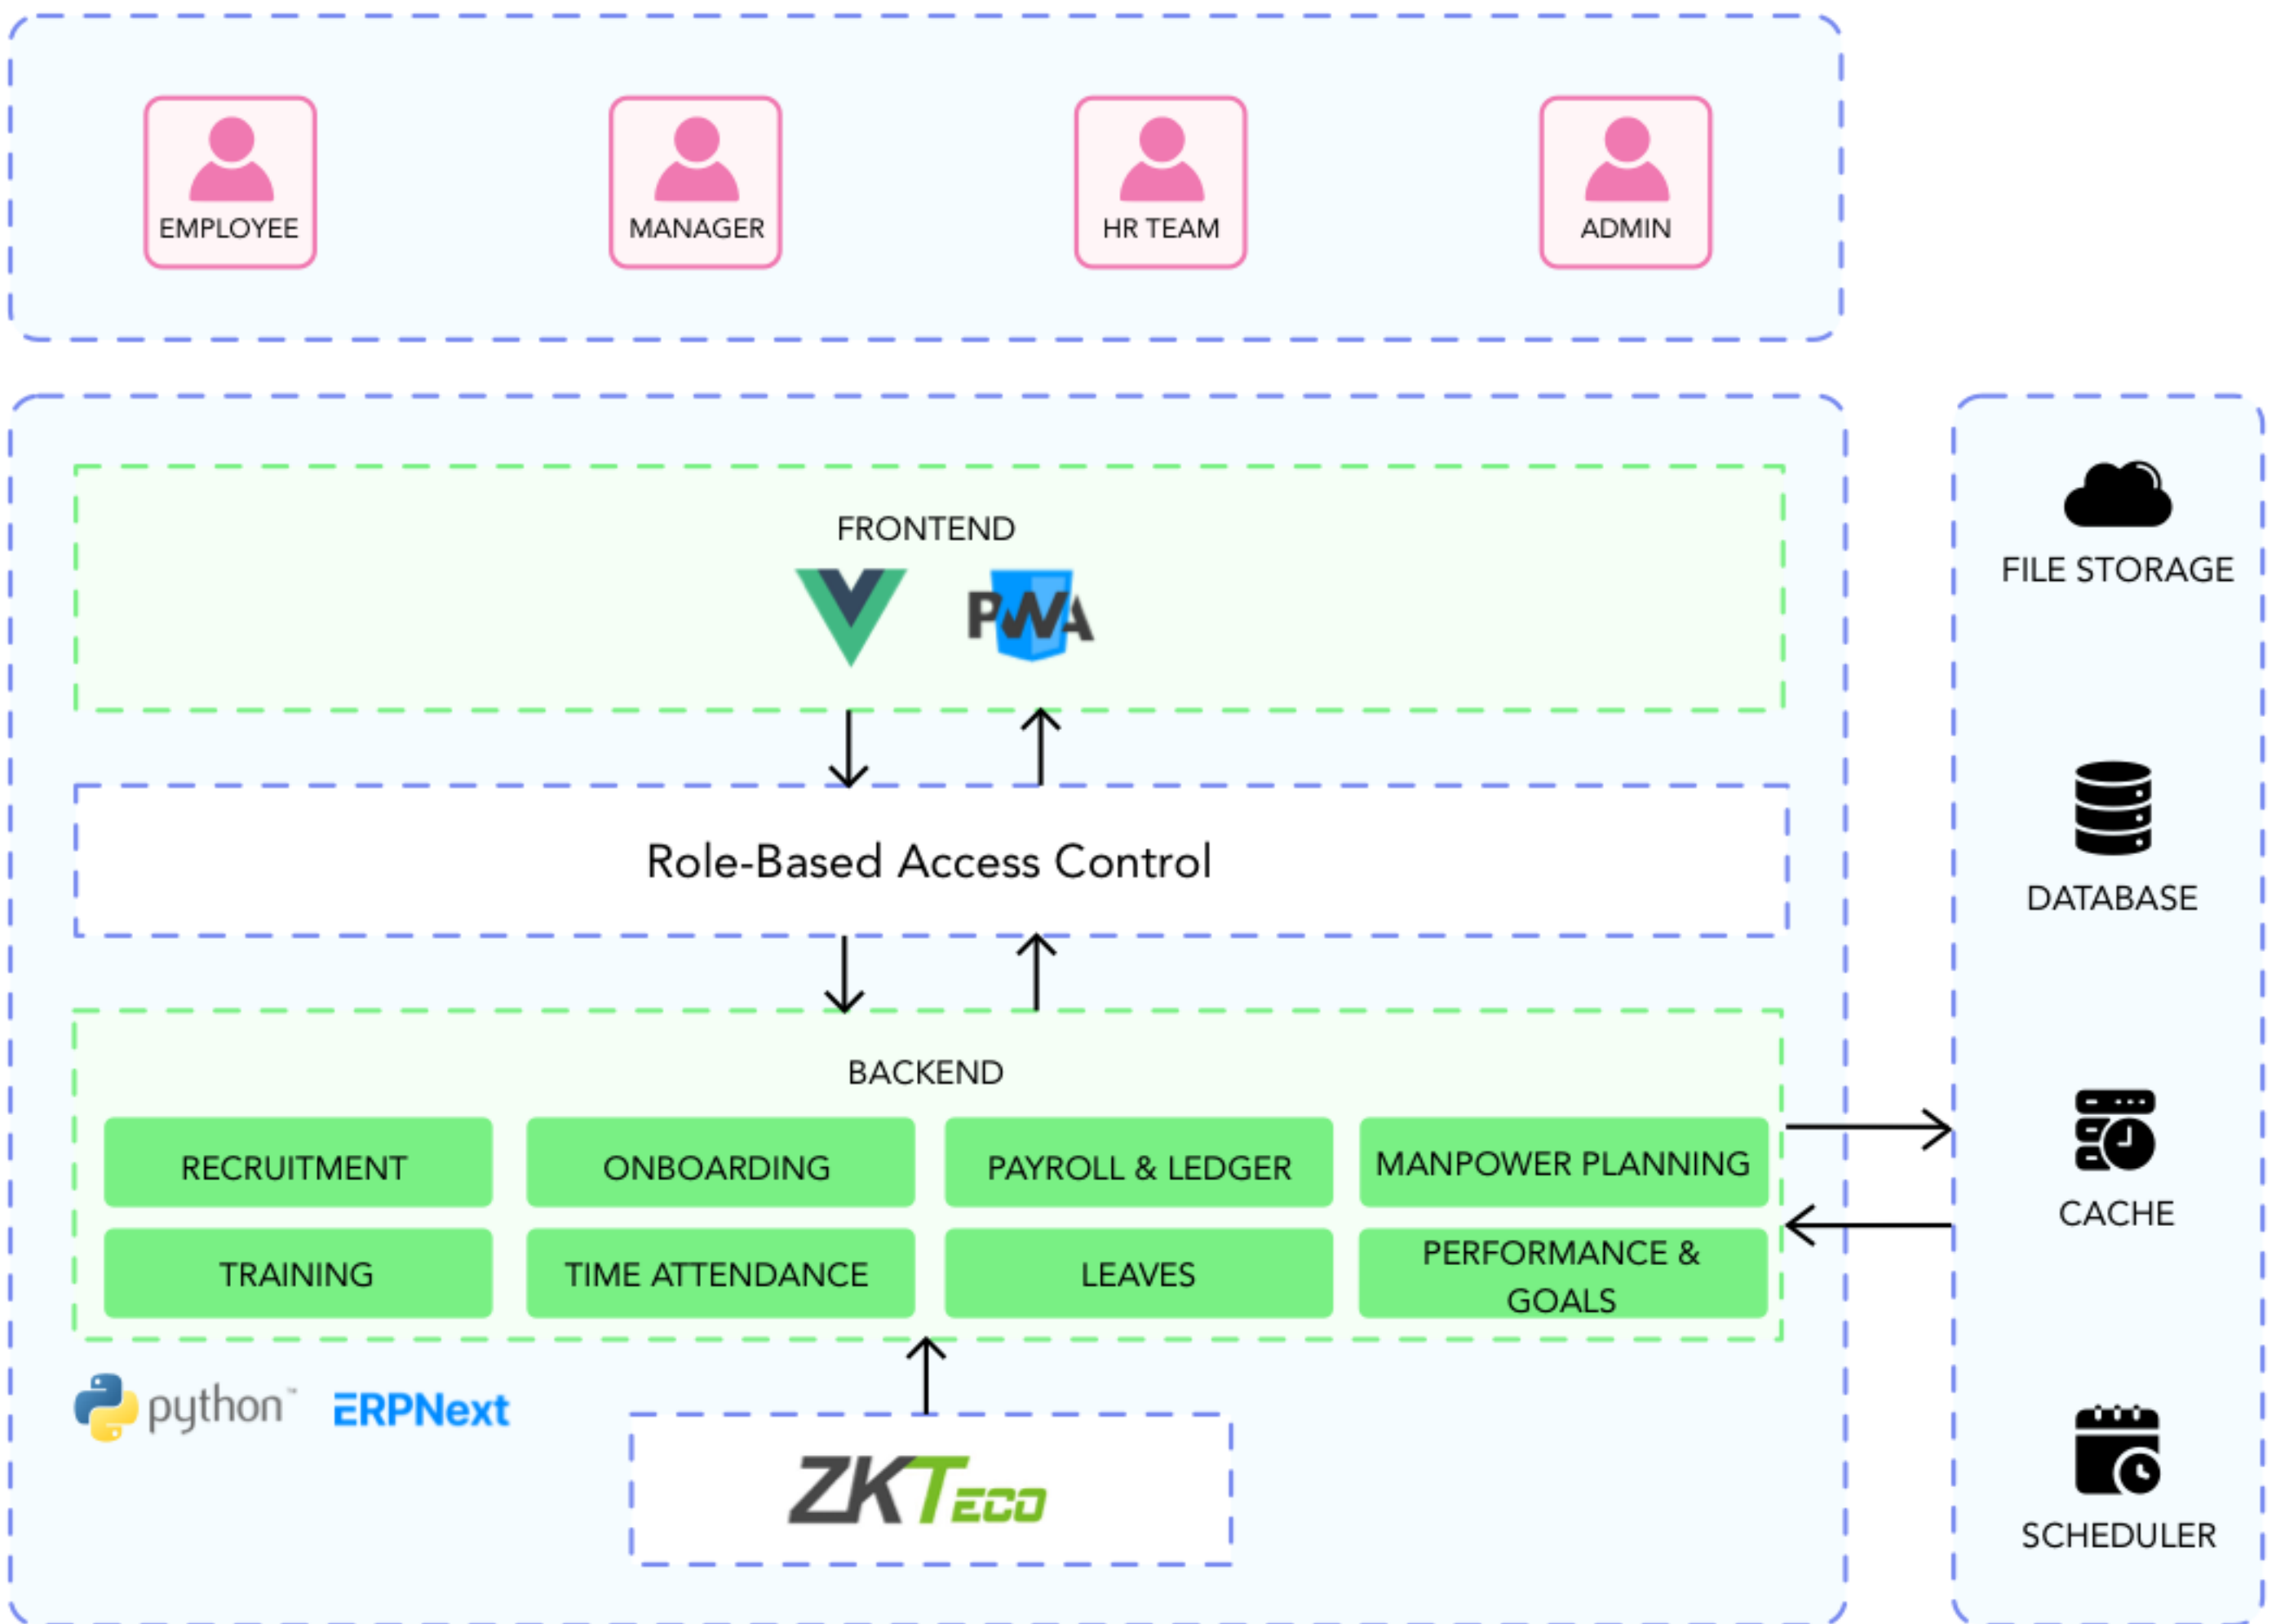 EMPLOYEE
MANAGER
HR TEAM
ADMIN
FRONTEND
PWA
Role-Based Access Control
BACKEND
RECRUITMENT
ONBOARDING
PAYROLL & LEDGER
MANPOWER PLANNING
TRAINING
TIME ATTENDANCE
LEAVES
PERFORMANCE &
GOALS
python™
ERPNext
ZKTECO
FILE STORAGE
DATABASE
CACHE
SCHEDULER